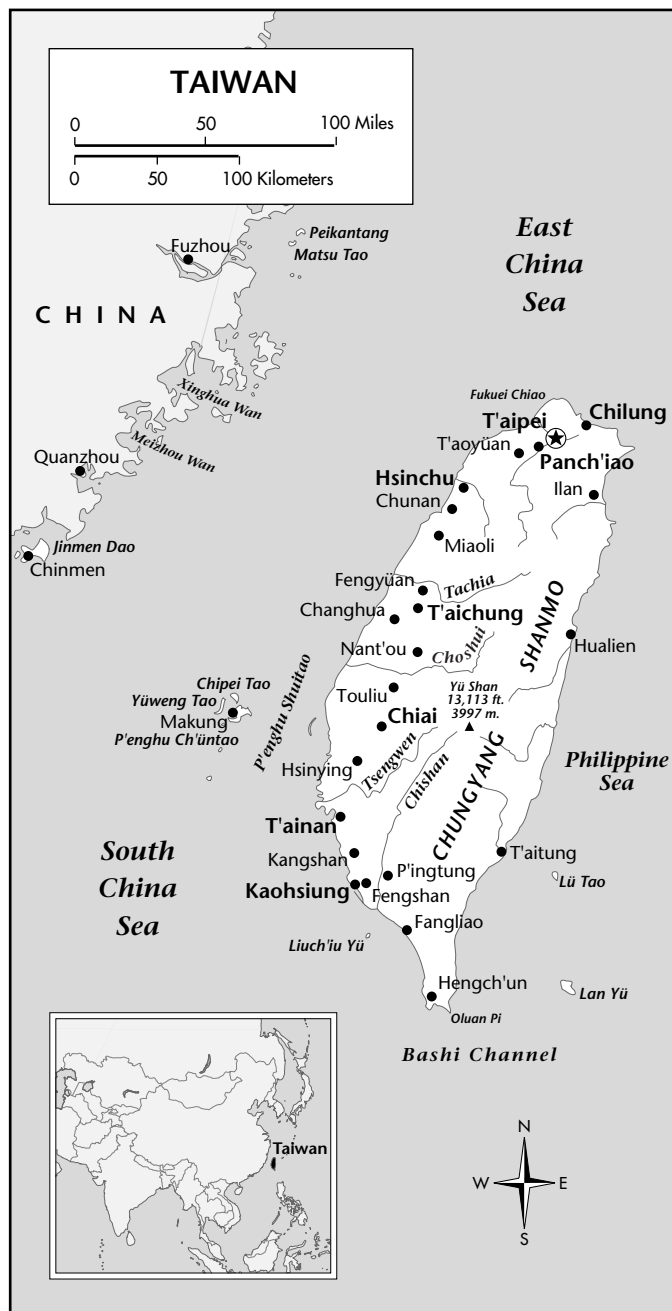 TAIWAN
0 50 100 Miles
0 50 100 Kilometers
Peikantang
Matsu Tao
Fuzhou
East
China
Sea
C H I N A
Xinghua Wan
Meizhou Wan
Quanzhou
Jinmen Dao
Chinmen
Fukuei Chiao
T'aipei
Chilung
T'aoyüan
Panch'iao
Hsinchu
Ilan
Chunan
Miaoli
Fengyüan
Tachia
Changhua
T'aichung
SHANMO
Hualien
Nant'ou
Choshui
Chipei Tao
Yüweng Tao
Makung
P'enghu Ch'üntao
P'enghu Shuitao
Touliu
Yü Shan
13,113 ft.
3997 m.
Chiai
Hsinying
Tsengwen
Chishan
CHUNGYANG
Philippine
Sea
T'ainan
South
China
Sea
Kangshan
T'aitung
P'ingtung
Lü Tao
Kaohsiung
Fengshan
Fangliao
Liuch'iu Yü
Hengch'un
Lan Yü
Oluan Pi
Bashi Channel
Taiwan
N
W E
S